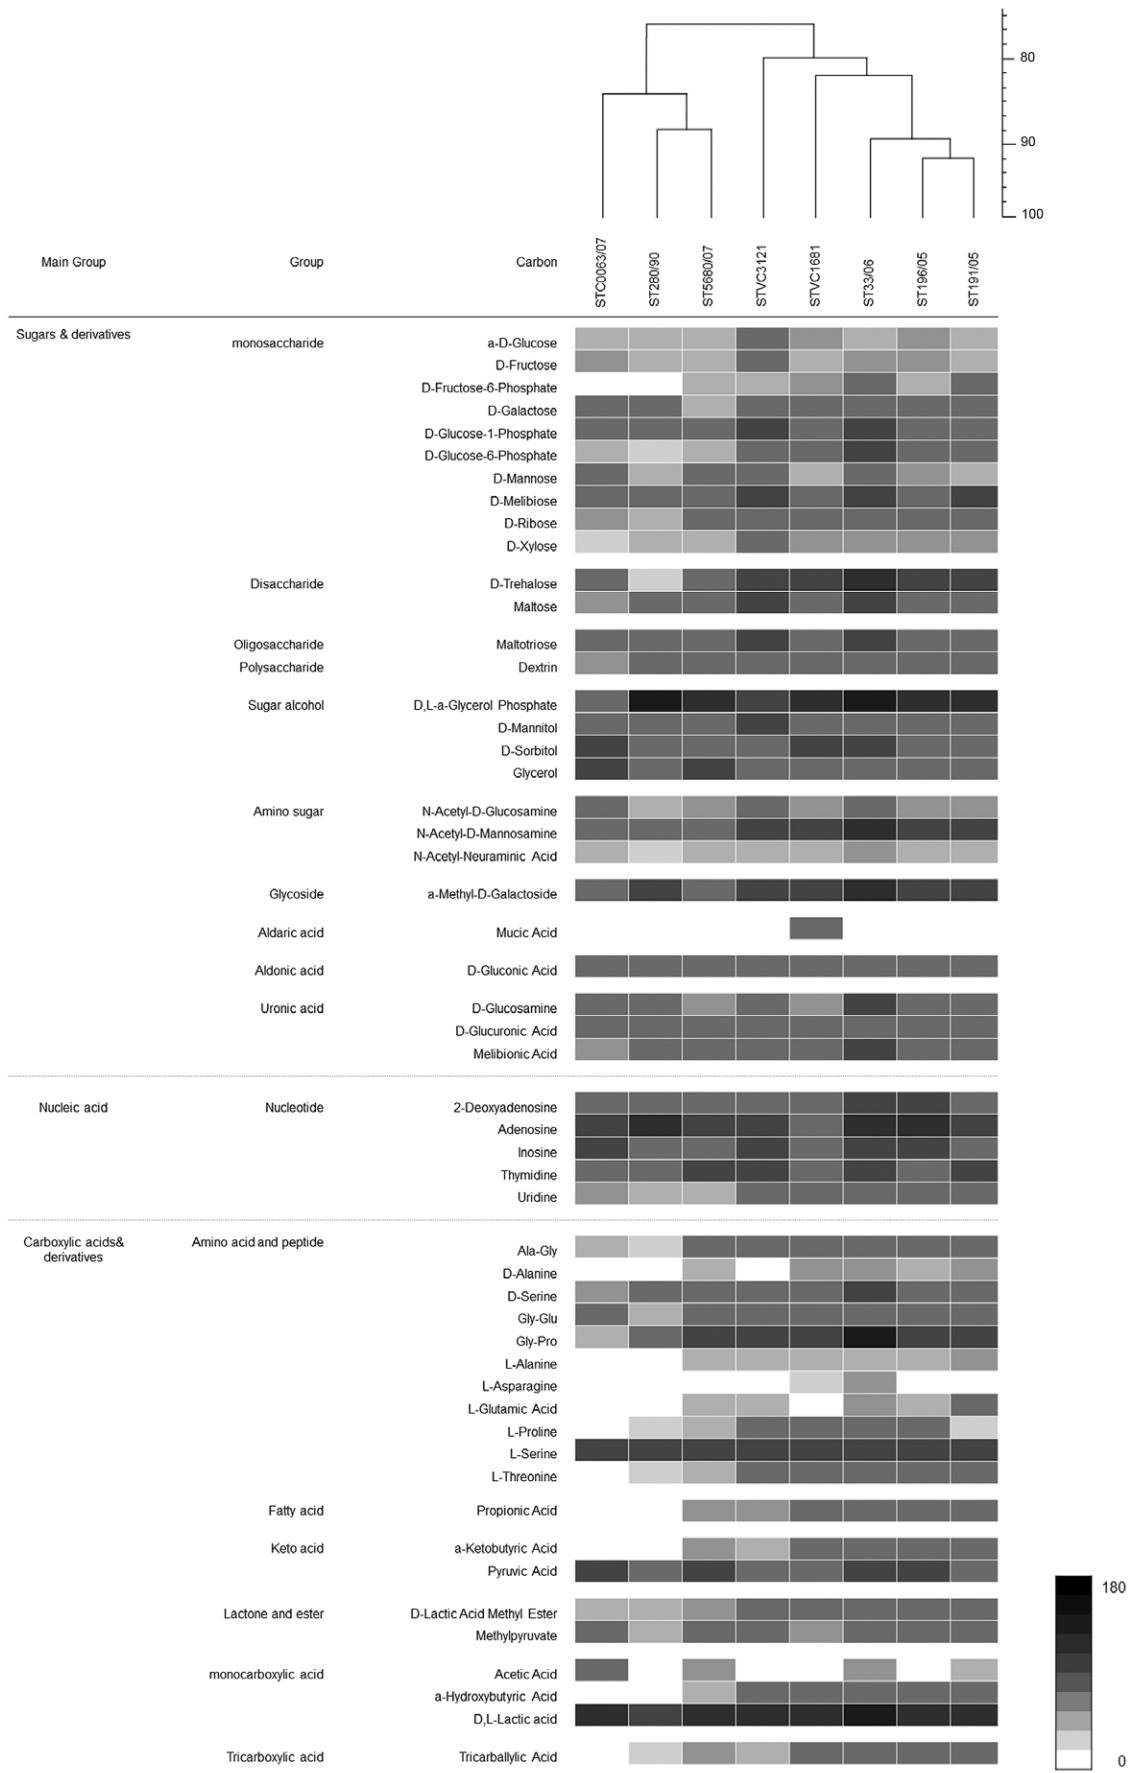 80
90
100
Main Group Group Carbon STC0063/07 ST280/90 ST5680/07 STVC3121 STVC1681 ST33/06 ST196/05 ST191/05
Sugars & derivatives monosaccharide a-D-Glucose
D-Fructose
D-Fructose-6-Phosphate
D-Galactose
D-Glucose-1-Phosphate
D-Glucose-6-Phosphate
D-Mannose
D-Melibiose
D-Ribose
D-Xylose
Disaccharide D-Trehalose
Maltose
Oligosaccharide Maltotriose
Polysaccharide Dextrin
Sugar alcohol D,L-a-Glycerol Phosphate
D-Mannitol
D-Sorbitol
Glycerol
Amino sugar N-Acetyl-D-Glucosamine
N-Acetyl-D-Mannosamine
N-Acetyl-Neuraminic Acid
Glycoside a-Methyl-D-Galactoside
Aldaric acid Mucic Acid
Aldonic acid D-Gluconic Acid
Uronic acid D-Glucosamine
D-Glucuronic Acid
Melibionic Acid
Nucleic acid Nucleotide 2-Deoxyadenosine
Adenosine
Inosine
Thymidine
Uridine
Carboxylic acids&
derivatives
Amino acid and peptide Ala-Gly
D-Alanine
D-Serine
Gly-Glu
Gly-Pro
L-Alanine
L-Asparagine
L-Glutamic Acid
L-Proline
L-Serine
L-Threonine
Fatty acid Propionic Acid
Keto acid a-Ketobutyric Acid
Pyruvic Acid
Lactone and ester D-Lactic Acid Methyl Ester
Methylpyruvate
monocarboxylic acid Acetic Acid
a-Hydroxybutyric Acid
D,L-Lactic acid
Tricarboxylic acid Tricarballylic Acid
180
0